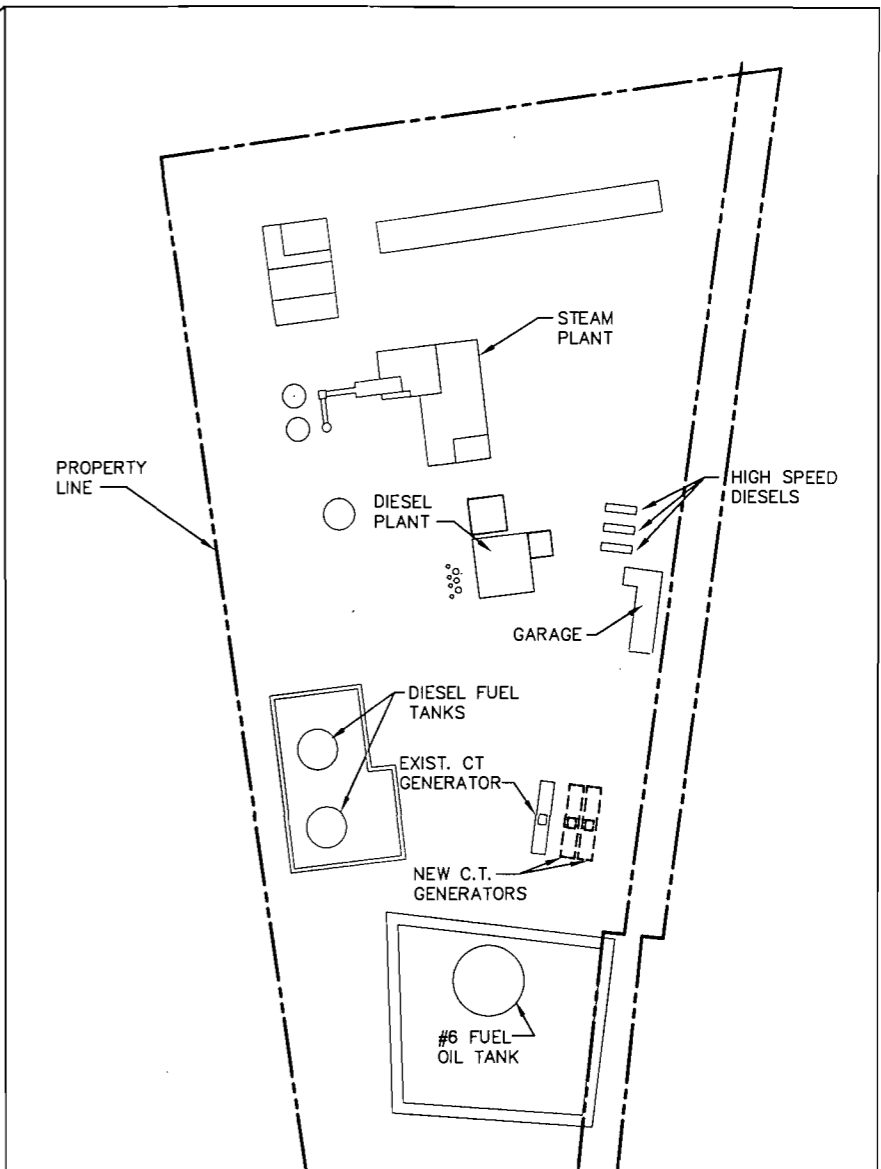 STEAM
PLANT
PROPERTY
LINE
DIESEL
PLANT
HIGH SPEED
DIESELS
GARAGE
DIESEL FUEL
TANKS
EXIST. CT
GENERATOR
NEW C.T.
GENERATORS
#6 FUEL
OIL TANK